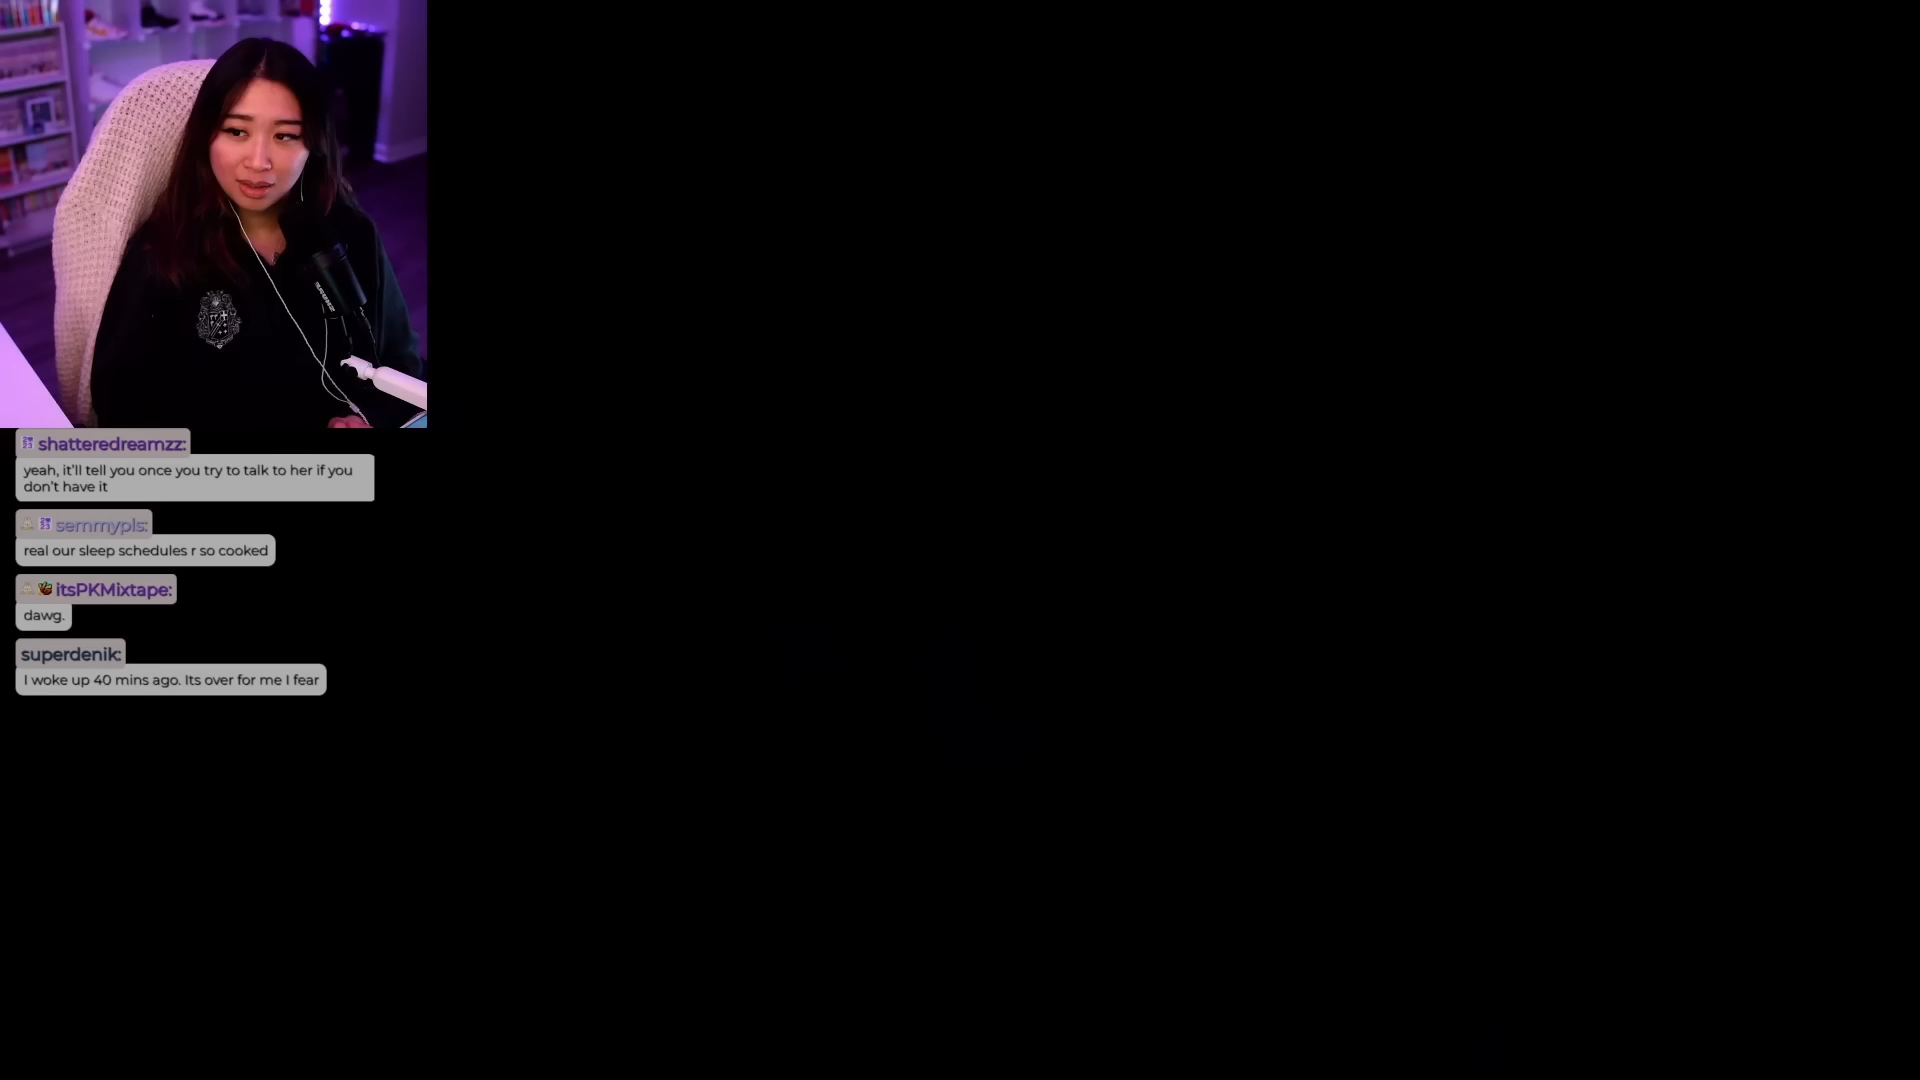 shatteredreamzz:
yeah, it'll tell you once you try to talk to her if you
don't have it
semmypls:
real our sleep schedules r so cooked
itsPKMixtape:
dawg.
superdenik:
I woke up 40 mins ago. Its over for me I fear